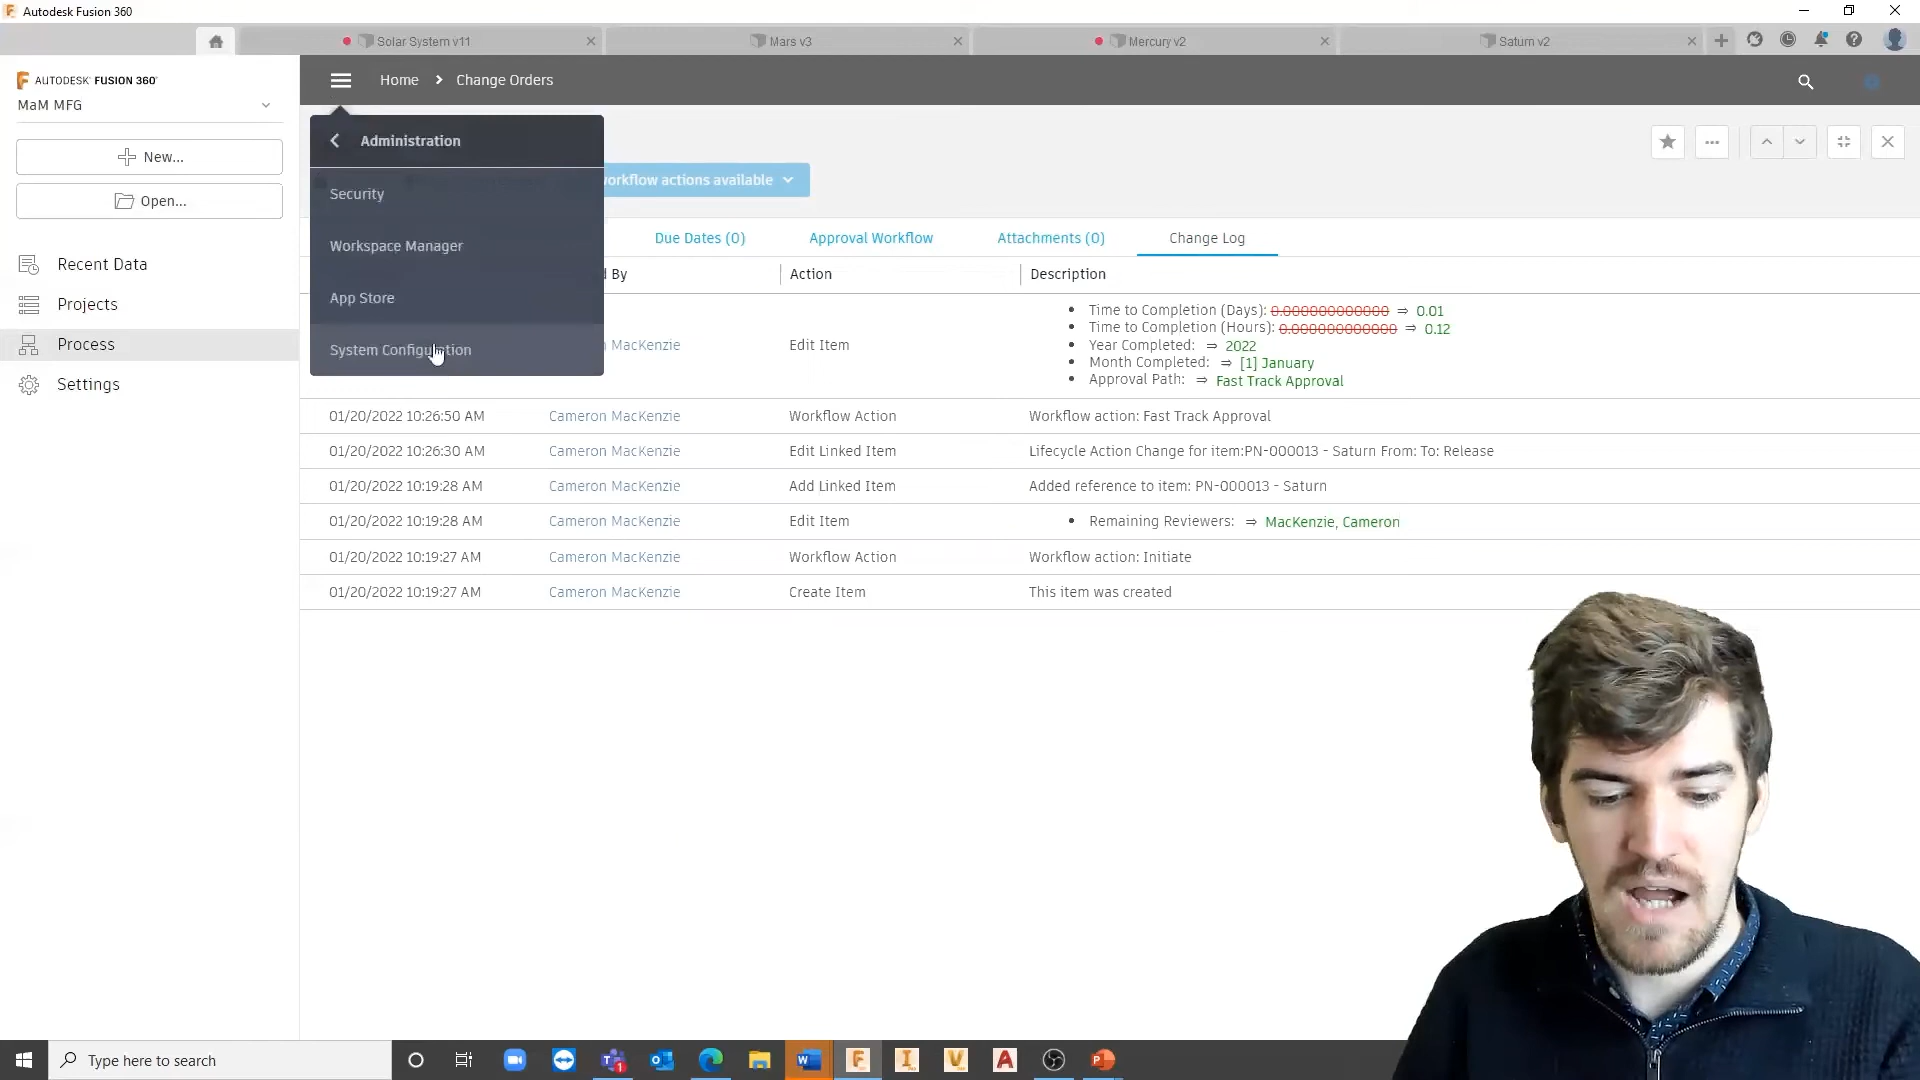 Autodesk Fusion 360
Solar System v11
Mars v3
Mercury v2
Saturn v2
AUTODESK FUSION 360
MaM MFG
New...
Open...
Recent Data
Projects
Process
Settings
Home > Change Orders
Administration
Security
Workspace Manager
App Store
System Configuration
workflow actions available
Due Dates (0)
Approval Workflow
Attachments (0)
Change Log
By
Action
Description
MacKenzie
Edit Item
• Time to Completion (Days): 0.000000000000 ⇒ 0.01
• Time to Completion (Hours): 0.000000000000 ⇒ 0.12
• Year Completed: ⇒ 2022
• Month Completed: ⇒ [1] January
• Approval Path: ⇒ Fast Track Approval
01/20/2022 10:26:50 AM Cameron MacKenzie Workflow Action Workflow action: Fast Track Approval
01/20/2022 10:26:30 AM Cameron MacKenzie Edit Linked Item Lifecycle Action Change for item:PN-000013 - Saturn From: To: Release
01/20/2022 10:19:28 AM Cameron MacKenzie Add Linked Item Added reference to item: PN-000013 - Saturn
01/20/2022 10:19:28 AM Cameron MacKenzie Edit Item • Remaining Reviewers: ⇒ MacKenzie, Cameron
01/20/2022 10:19:27 AM Cameron MacKenzie Workflow Action Workflow action: Initiate
01/20/2022 10:19:27 AM Cameron MacKenzie Create Item This item was created
Type here to search